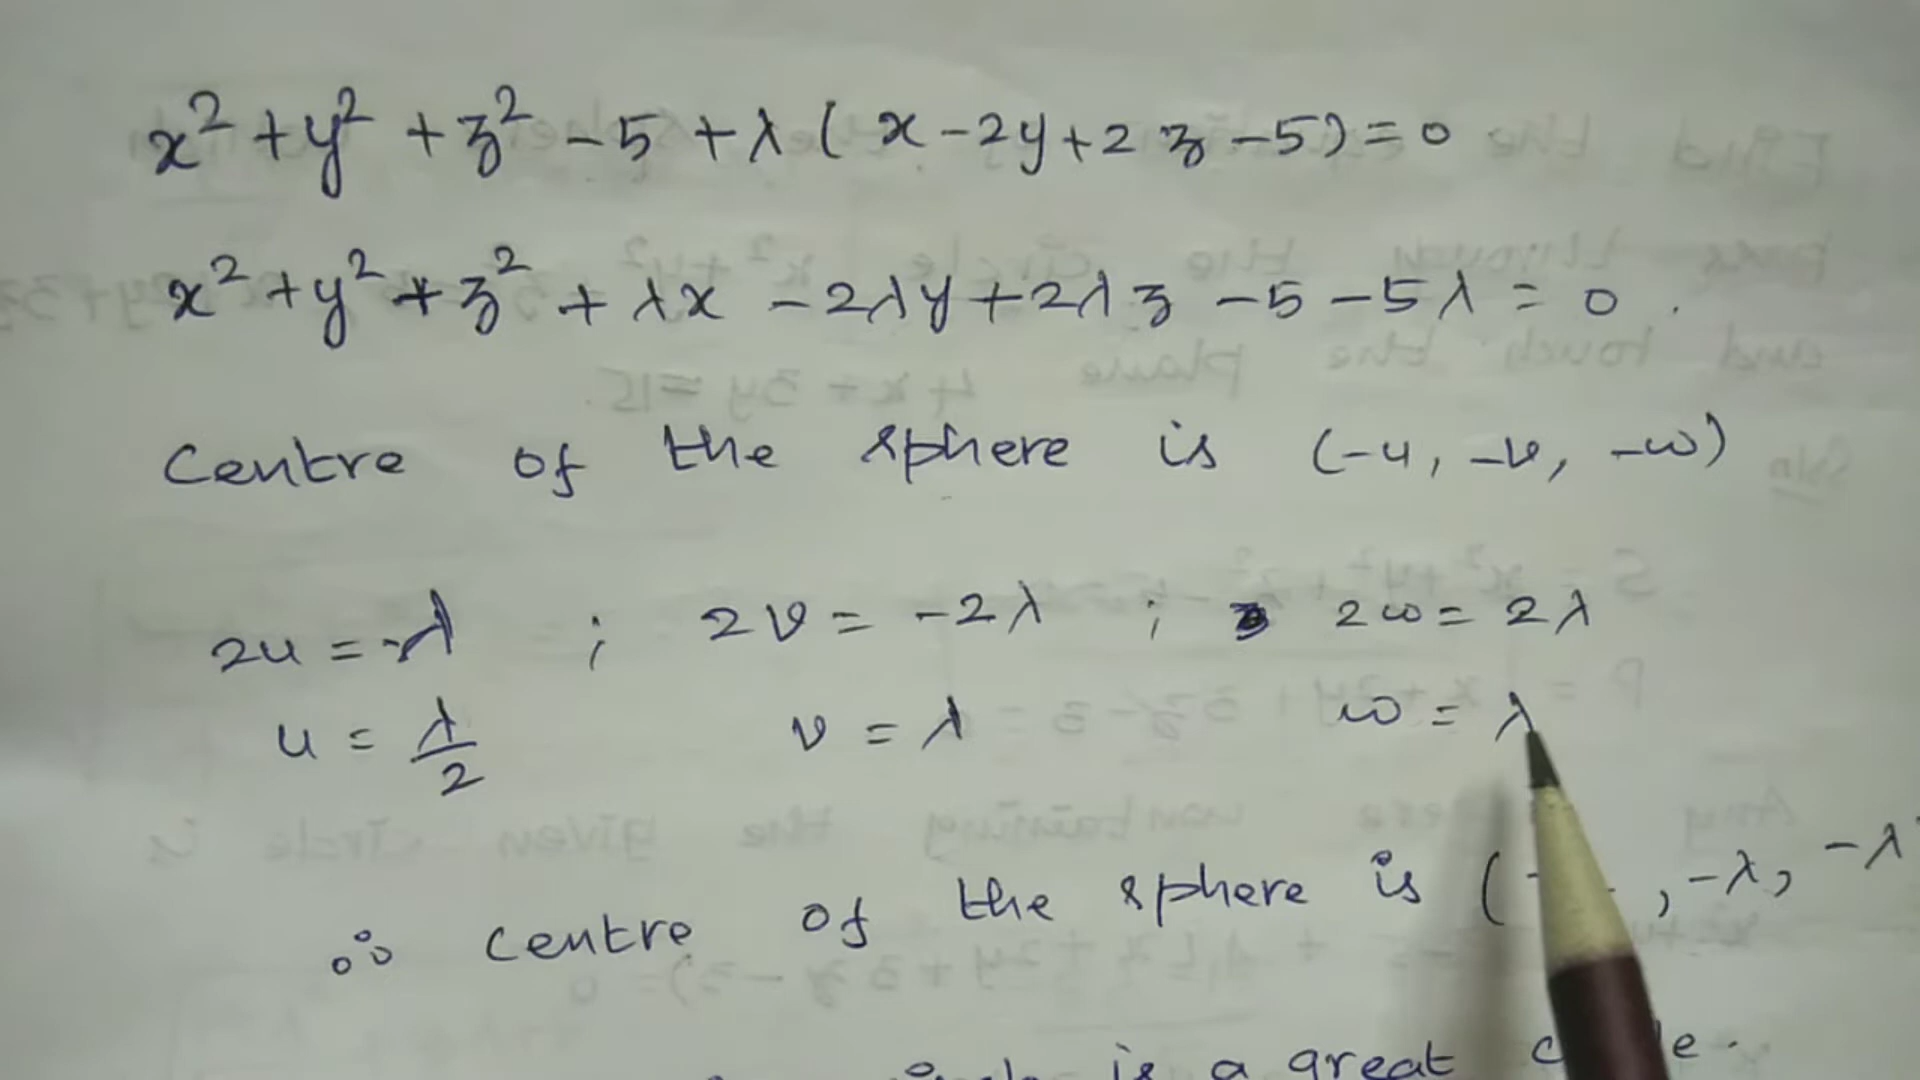 x² + y² + z² - 5 + λ ( x - 2y + 2z - 5) = 0
x² + y² + z² + λx - 2λy + 2λz - 5 - 5λ = 0.
Centre of the sphere is (-u, -v, -w)
2u = -λ ; 2v = -2λ ; 2w = 2λ
u = λ/2 v = λ w = λ
∴ centre of the sphere is ( , -λ, -λ
is a great